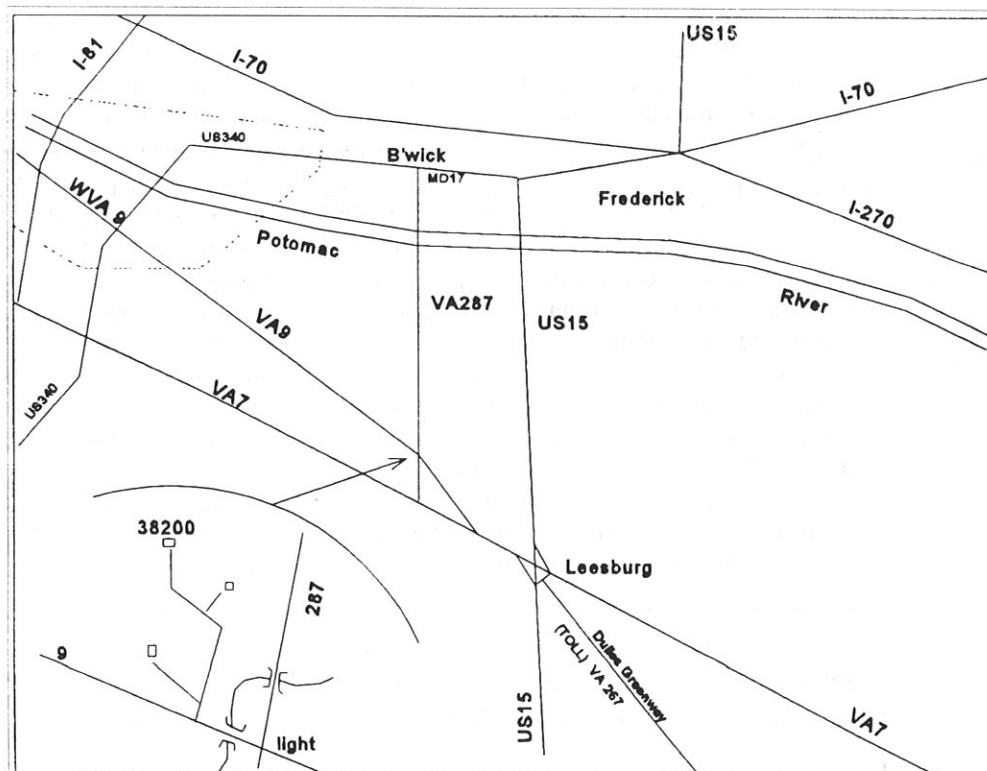 US15
I-81
I-70
I-70
US340
B'wick
MD17
WVA 9
Frederick
I-270
Potomac
River
VA287
US15
VA9
VA7
US340
38200
Leesburg
287
9
Dulles Greenway
(TOLL) VA 267
US15
VA7
light